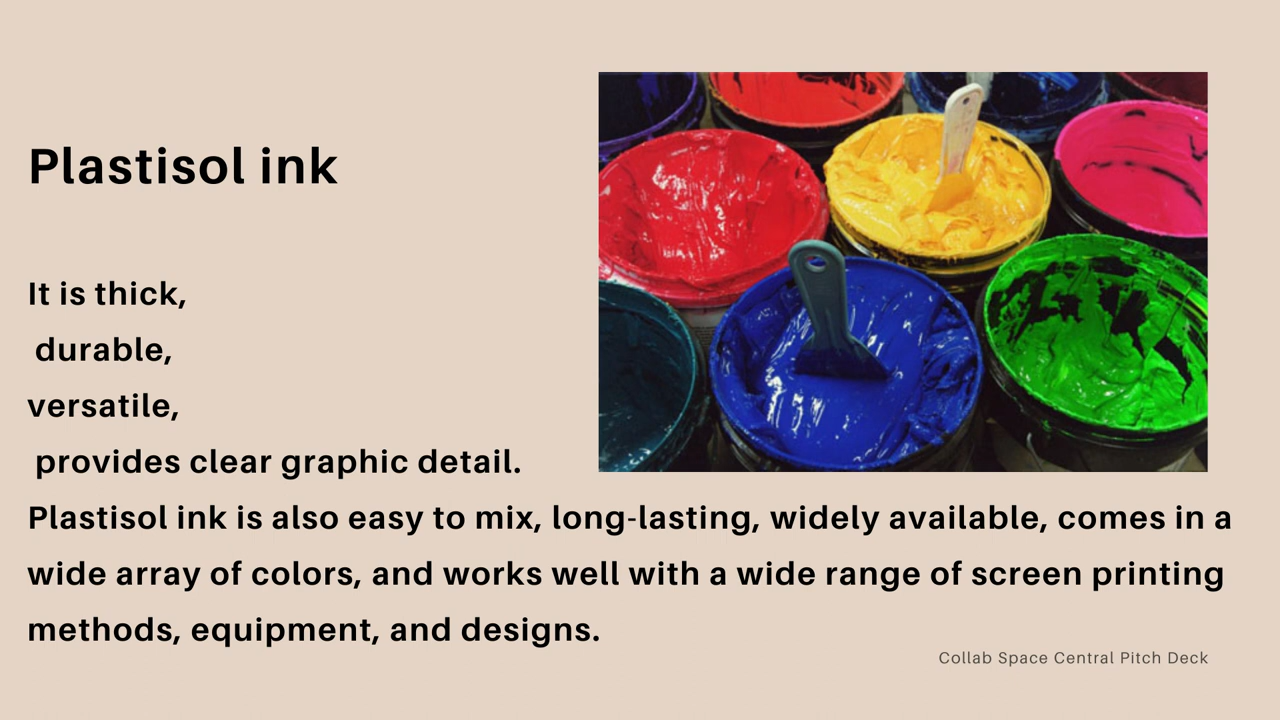 Plastisol ink
It is thick,
durable,
versatile,
provides clear graphic detail.
Plastisol ink is also easy to mix, long-lasting, widely available, comes in a
wide array of colors, and works well with a wide range of screen printing
methods, equipment, and designs.
Collab Space Central Pitch Deck